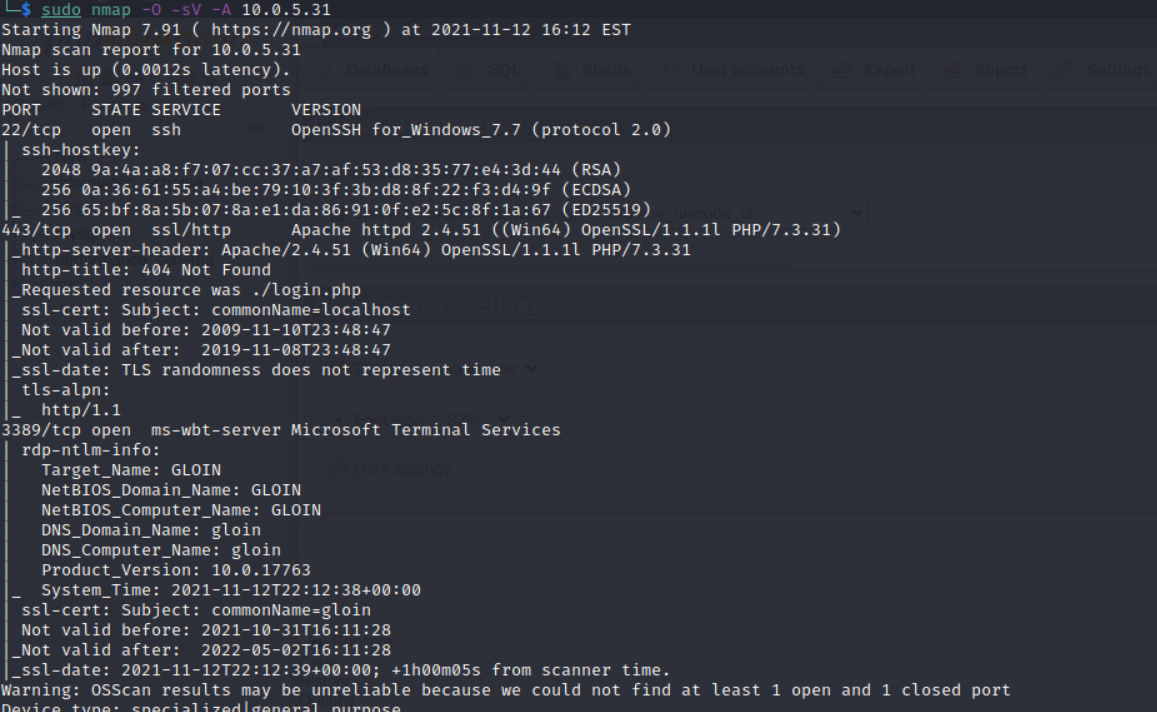 └─$ sudo nmap -O -sV -A 10.0.5.31
Starting Nmap 7.91 ( https://nmap.org ) at 2021-11-12 16:12 EST
Nmap scan report for 10.0.5.31
Host is up (0.0012s latency).
Not shown: 997 filtered ports
PORT     STATE SERVICE       VERSION
22/tcp   open  ssh           OpenSSH for_Windows_7.7 (protocol 2.0)
| ssh-hostkey:
|   2048 9a:4a:a8:f7:07:cc:37:a7:af:53:d8:35:77:e4:3d:44 (RSA)
|   256 0a:36:61:55:a4:be:79:10:3f:3b:d8:8f:22:f3:d4:9f (ECDSA)
|_  256 65:bf:8a:5b:07:8a:e1:da:86:91:0f:e2:5c:8f:1a:67 (ED25519)
443/tcp  open  ssl/http      Apache httpd 2.4.51 ((Win64) OpenSSL/1.1.1l PHP/7.3.31)
|_http-server-header: Apache/2.4.51 (Win64) OpenSSL/1.1.1l PHP/7.3.31
| http-title: 404 Not Found
|_Requested resource was ./login.php
| ssl-cert: Subject: commonName=localhost
| Not valid before: 2009-11-10T23:48:47
|_Not valid after:  2019-11-08T23:48:47
|_ssl-date: TLS randomness does not represent time
| tls-alpn:
|_  http/1.1
3389/tcp open  ms-wbt-server Microsoft Terminal Services
| rdp-ntlm-info:
|   Target_Name: GLOIN
|   NetBIOS_Domain_Name: GLOIN
|   NetBIOS_Computer_Name: GLOIN
|   DNS_Domain_Name: gloin
|   DNS_Computer_Name: gloin
|   Product_Version: 10.0.17763
|_  System_Time: 2021-11-12T22:12:38+00:00
| ssl-cert: Subject: commonName=gloin
| Not valid before: 2021-10-31T16:11:28
|_Not valid after:  2022-05-02T16:11:28
|_ssl-date: 2021-11-12T22:12:39+00:00; +1h00m05s from scanner time.
Warning: OSScan results may be unreliable because we could not find at least 1 open and 1 closed port
Device type: specialized|general purpose
Databases SQL Status User accounts Export Import Settings
unicode_ci
settings
More settings